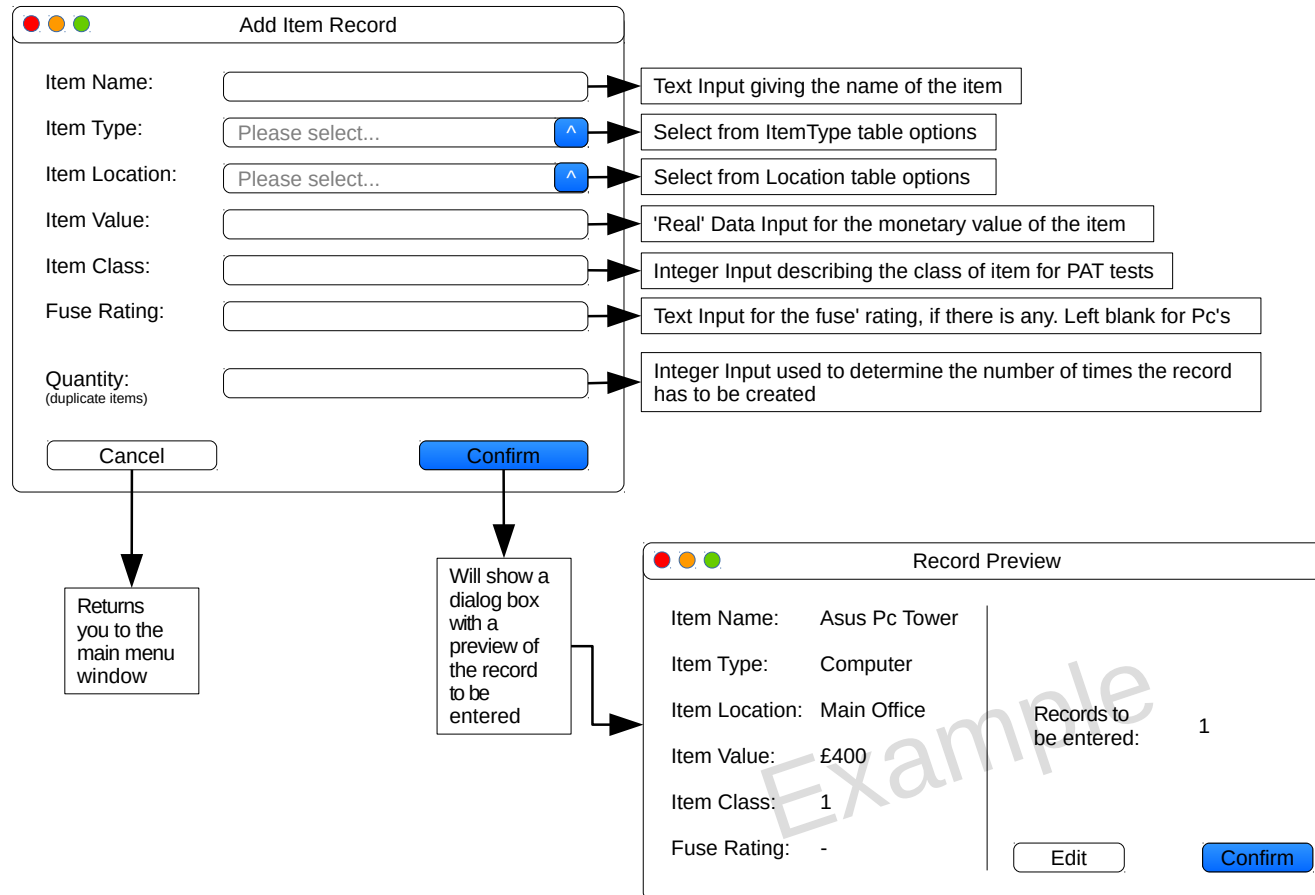 Add Item Record
Item Name:
Text Input giving the name of the item
Item Type:
Please select...
^
Select from ItemType table options
Item Location:
Please select...
^
Select from Location table options
Item Value:
'Real' Data Input for the monetary value of the item
Item Class:
Integer Input describing the class of item for PAT tests
Fuse Rating:
Text Input for the fuse' rating, if there is any. Left blank for Pc's
Quantity:
(duplicate items)
Integer Input used to determine the number of times the record
has to be created
Cancel
Confirm
Returns
you to the
main menu
window
Will show a
dialog box
with a
preview of
the record
to be
entered
Record Preview
Item Name: Asus Pc Tower
Item Type: Computer
Item Location: Main Office
Item Value: £400
Item Class: 1
Fuse Rating: -
Records to
be entered:
1
Example
Edit
Confirm